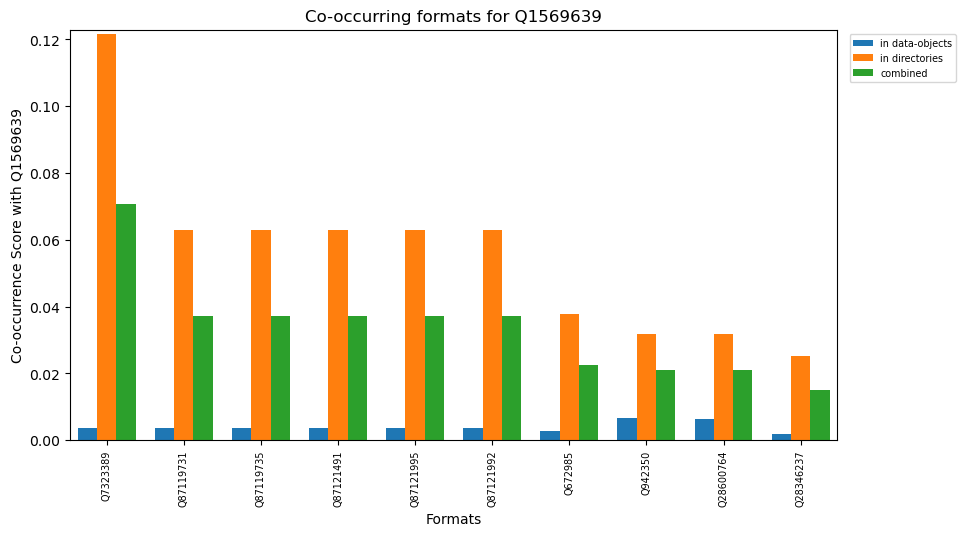 Co-occurring formats for Q1569639
Co-occurrence Score with Q1569639
0.12
0.10
0.08
0.06
0.04
0.02
0.00
Q7323389
Q87119731
Q87119735
Q87121491
Q87121995
Q87121992
Q672985
Q942350
Q28600764
Q28346237
Formats
in data-objects
in directories
combined